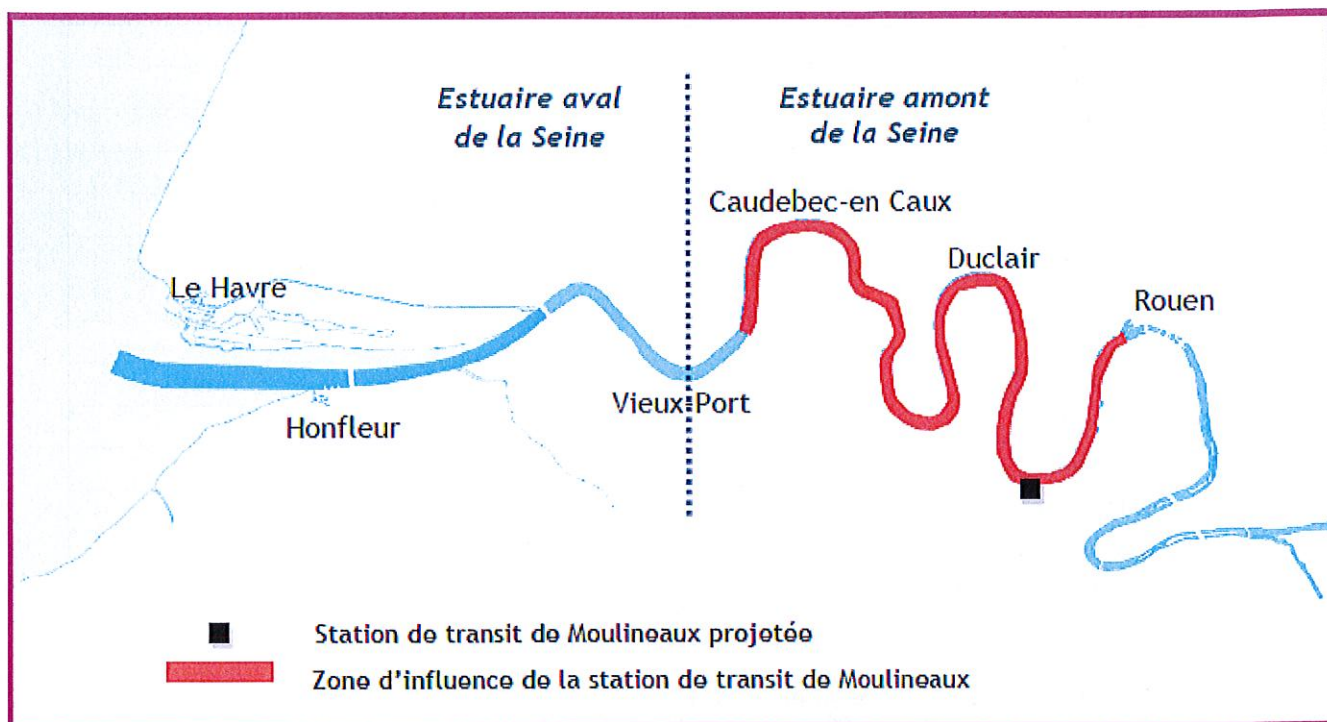 Estuaire aval
de la Seine
Estuaire amont
de la Seine
Caudebec-en Caux
Duclair
Le Havre
Rouen
Vieux-Port
Honfleur
Station de transit de Moulineaux projetée
Zone d'influence de la station de transit de Moulineaux